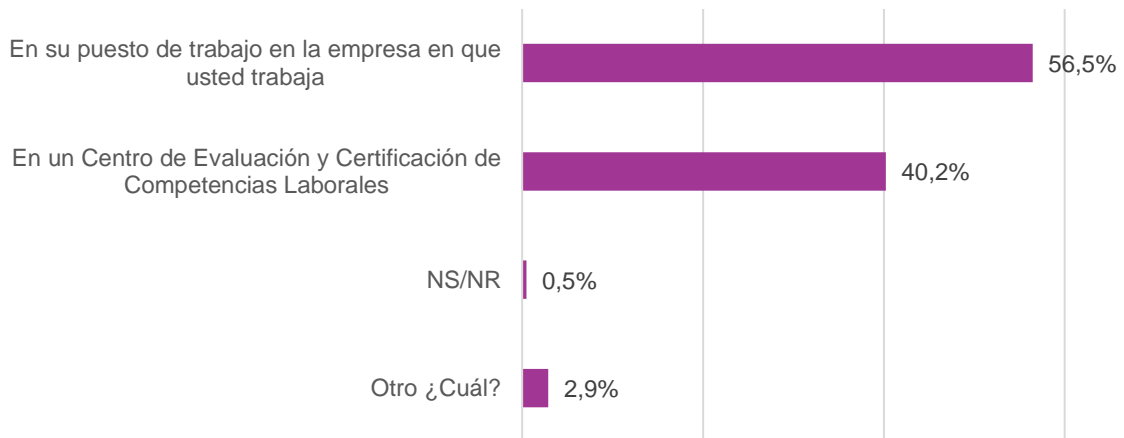 En su puesto de trabajo en la empresa en que
usted trabaja
56,5%
En un Centro de Evaluación y Certificación de
Competencias Laborales
40,2%
NS/NR
0,5%
Otro ¿Cuál?
2,9%